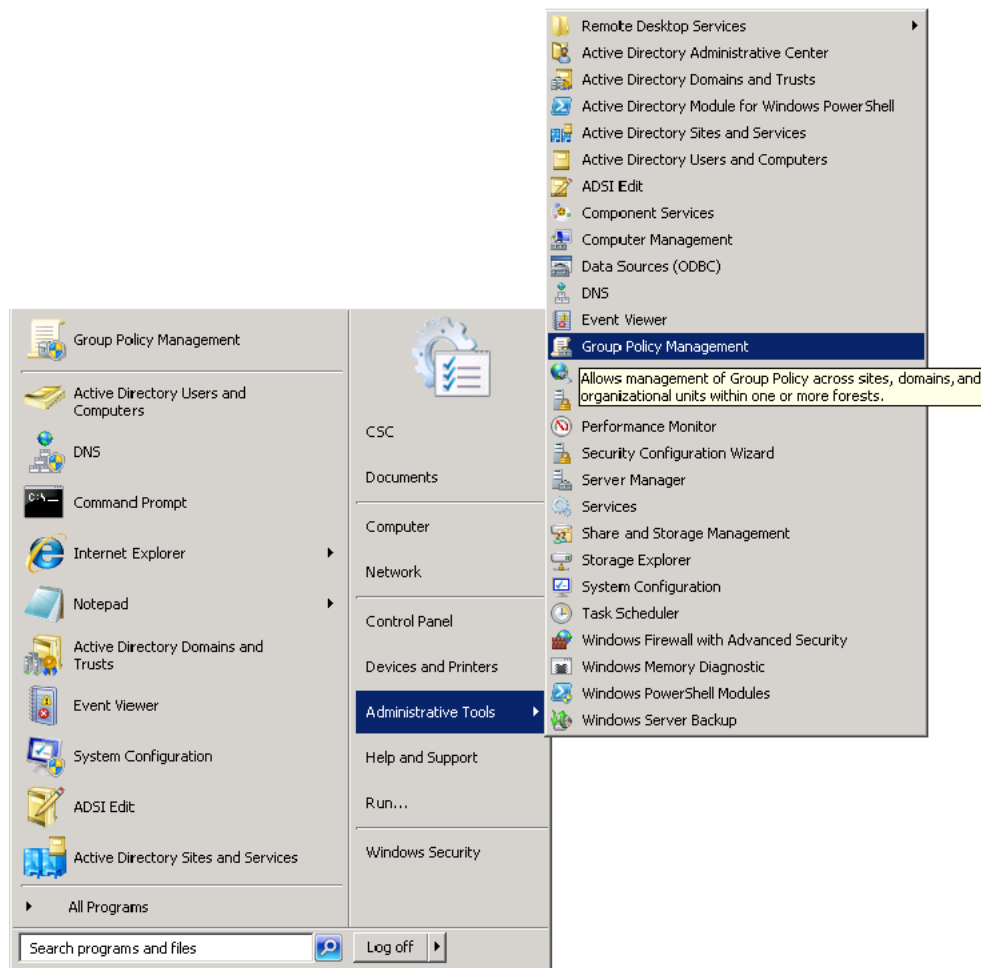 Remote Desktop Services
Active Directory Administrative Center
Active Directory Domains and Trusts
Active Directory Module for Windows PowerShell
Active Directory Sites and Services
Active Directory Users and Computers
ADSI Edit
Component Services
Computer Management
Data Sources (ODBC)
DNS
Event Viewer
Group Policy Management
Allows management of Group Policy across sites, domains, and
organizational units within one or more forests.
Performance Monitor
Security Configuration Wizard
Server Manager
Services
Share and Storage Management
Storage Explorer
System Configuration
Task Scheduler
Windows Firewall with Advanced Security
Windows Memory Diagnostic
Windows PowerShell Modules
Windows Server Backup
Group Policy Management
Active Directory Users and
Computers
DNS
C:\
Command Prompt
Internet Explorer
Notepad
Active Directory Domains and
Trusts
Event Viewer
System Configuration
ADSI Edit
Active Directory Sites and Services
All Programs
Search programs and files
CSC
Documents
Computer
Network
Control Panel
Devices and Printers
Administrative Tools
Help and Support
Run...
Windows Security
Log off